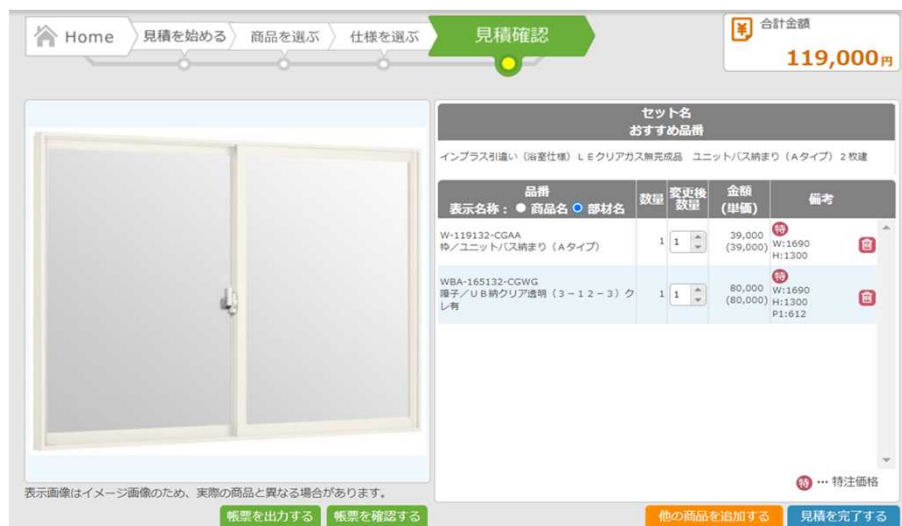 Home
見積を始める
商品を選ぶ
仕様を選ぶ
見積確認
合計金額
119,000円
セット名
おすすめ品番
インプラス引違い（浴室仕様）ＬＥクリアガス無完成品　ユニットバス納まり（Ａタイプ）２枚建
品番
表示名称： 商品名 部材名
数量
変更後
数量
金額
(単価)
備考
W-119132-CGAA
枠／ユニットバス納まり（Ａタイプ）
1
1
39,000
(39,000)
特
W:1690
H:1300
WBA-165132-CGWG
障子／ＵＢ納クリア透明（３－１２－３）ク
レ有
1
1
80,000
(80,000)
特
W:1690
H:1300
P1:612
特 … 特注価格
表示画像はイメージ画像のため、実際の商品と異なる場合があります。
帳票を出力する
帳票を確認する
他の商品を追加する
見積を完了する